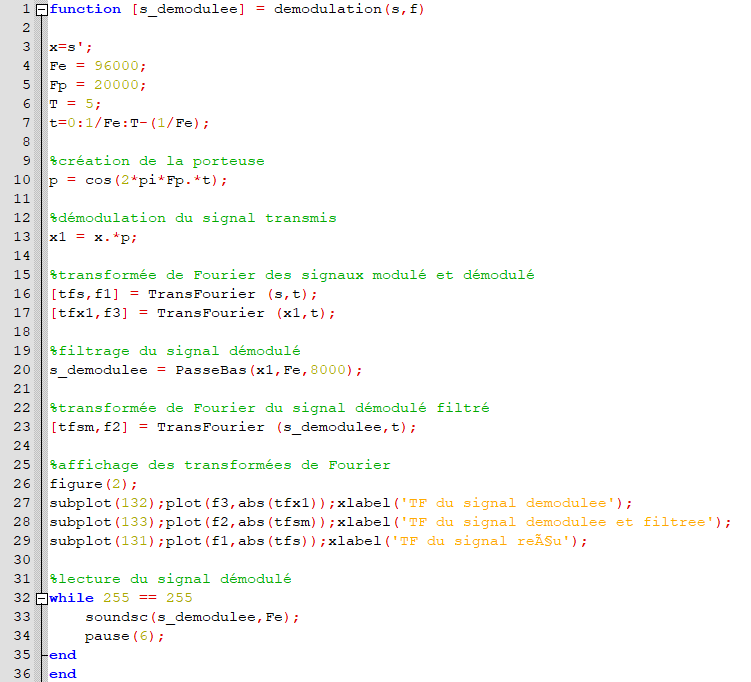 1 function [s_demodulee] = demodulation(s,f)
2
3 x=s';
4 Fe = 96000;
5 Fp = 20000;
6 T = 5;
7 t=0:1/Fe:T-(1/Fe);
8
9 %création de la porteuse
10 p = cos(2*pi*Fp.*t);
11
12 %démodulation du signal transmis
13 x1 = x.*p;
14
15 %transformée de Fourier des signaux modulé et démodulé
16 [tfs,f1] = TransFourier (s,t);
17 [tfx1,f3] = TransFourier (x1,t);
18
19 %filtrage du signal démodulé
20 s_demodulee = PasseBas(x1,Fe,8000);
21
22 %transformée de Fourier du signal démodulé filtré
23 [tfsm,f2] = TransFourier (s_demodulee,t);
24
25 %affichage des transformées de Fourier
26 figure(2);
27 subplot(132);plot(f3,abs(tfx1));xlabel('TF du signal demodulee');
28 subplot(133);plot(f2,abs(tfsm));xlabel('TF du signal demodulee et filtree');
29 subplot(131);plot(f1,abs(tfs));xlabel('TF du signal reÃ§u');
30
31 %lecture du signal démodulé
32 while 255 == 255
33 soundsc(s_demodulee,Fe);
34 pause(6);
35 end
36 end